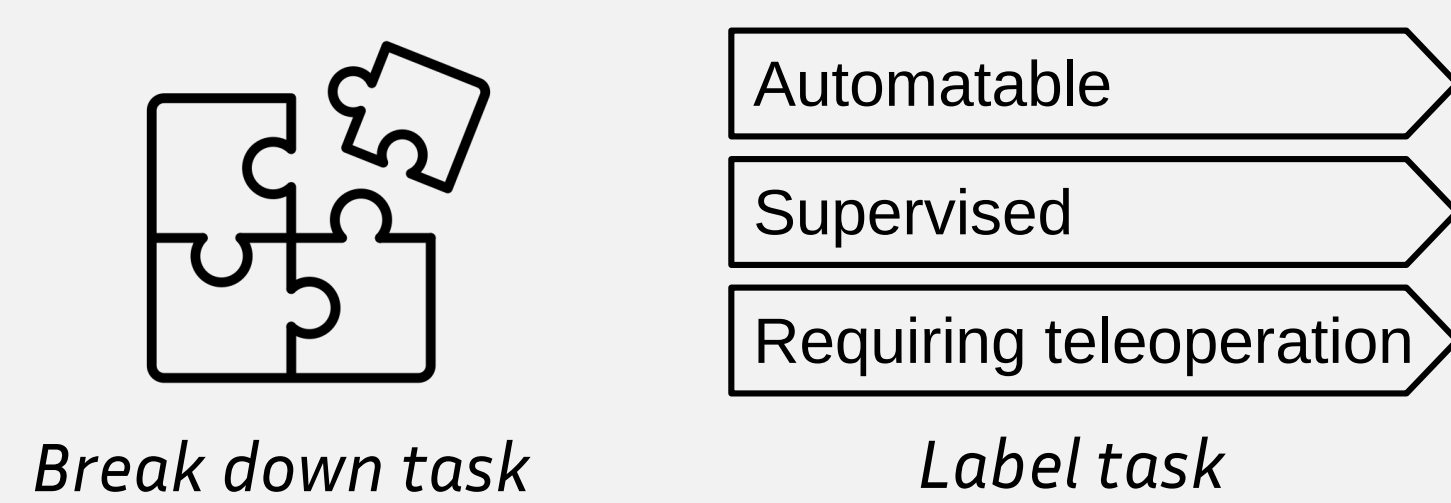 Automatable
Supervised
Requiring teleoperation
Break down task
Label task